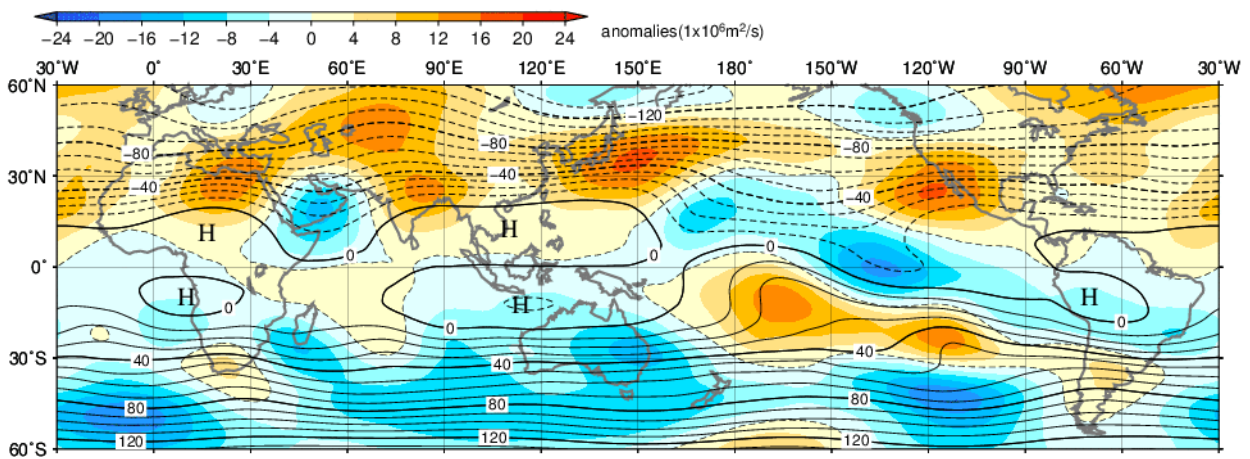 −24 −20 −16 −12 −8 −4 0 4 8 12 16 20 24
anomalies(1x10⁶m²/s)
30°W 0° 30°E 60°E 90°E 120°E 150°E 180° 150°W 120°W 90°W 60°W 30°W
60°N
−120
−80 −80 −80
30°N
−40 −40 −40
H H
0 0 0 0
0°
H H H
0 0 0
30°S
40 40 40
80 80 80
120 120 120
60°S